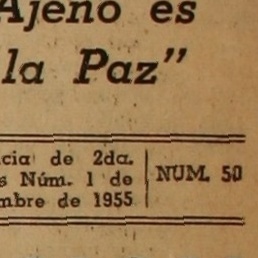 Ajeno es
la Paz"
cia de 2da.
s Núm. 1 de
mbre de 1955
NUM. 50